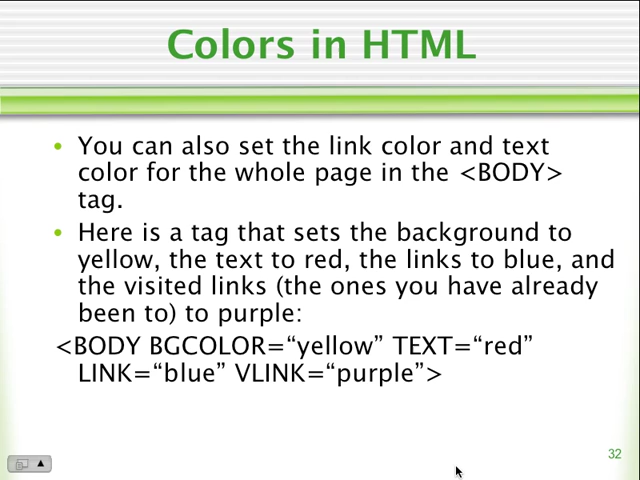 Colors in HTML
• You can also set the link color and text
color for the whole page in the <BODY>
tag.
• Here is a tag that sets the background to
yellow, the text to red, the links to blue, and
the visited links (the ones you have already
been to) to purple:
<BODY BGCOLOR=“yellow” TEXT=“red”
LINK=“blue” VLINK=“purple”>
32